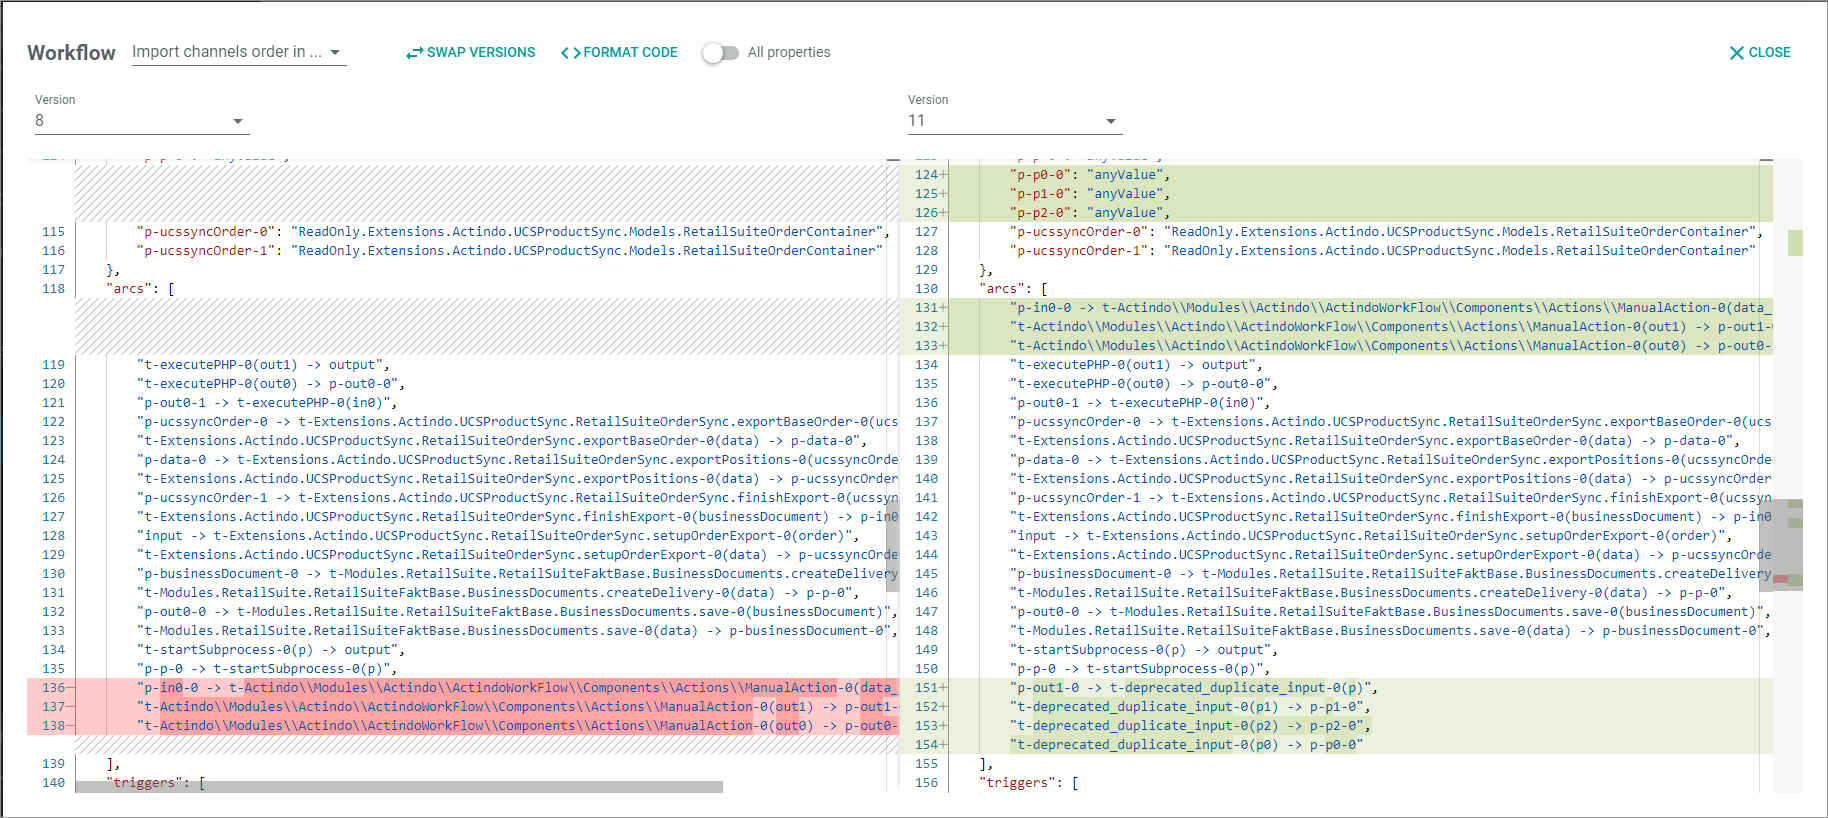 Workflow Import channels order in ... SWAP VERSIONS <>FORMAT CODE All properties CLOSE
Version
8
115 "p-ucssyncOrder-0": "ReadOnly.Extensions.Actindo.UCSProductSync.Models.RetailSuiteOrderContainer",
116 "p-ucssyncOrder-1": "ReadOnly.Extensions.Actindo.UCSProductSync.Models.RetailSuiteOrderContainer"
117 },
118 "arcs": [
119 "t-executePHP-0(out1) -> output",
120 "t-executePHP-0(out0) -> p-out0-0",
121 "p-out0-1 -> t-executePHP-0(in0)",
122 "p-ucssyncOrder-0 -> t-Extensions.Actindo.UCSProductSync.RetailSuiteOrderSync.exportBaseOrder-0(ucs
123 "t-Extensions.Actindo.UCSProductSync.RetailSuiteOrderSync.exportBaseOrder-0(data) -> p-data-0",
124 "p-data-0 -> t-Extensions.Actindo.UCSProductSync.RetailSuiteOrderSync.exportPositions-0(ucssyncOrde
125 "t-Extensions.Actindo.UCSProductSync.RetailSuiteOrderSync.exportPositions-0(data) -> p-ucssyncOrder
126 "p-ucssyncOrder-1 -> t-Extensions.Actindo.UCSProductSync.RetailSuiteOrderSync.finishExport-0(ucssyn
127 "t-Extensions.Actindo.UCSProductSync.RetailSuiteOrderSync.finishExport-0(businessDocument) -> p-in0
128 "input -> t-Extensions.Actindo.UCSProductSync.RetailSuiteOrderSync.setupOrderExport-0(order)",
129 "t-Extensions.Actindo.UCSProductSync.RetailSuiteOrderSync.setupOrderExport-0(data) -> p-ucssyncOrde
130 "p-businessDocument-0 -> t-Modules.RetailSuite.RetailSuiteFaktBase.BusinessDocuments.createDelivery
131 "t-Modules.RetailSuite.RetailSuiteFaktBase.BusinessDocuments.createDelivery-0(data) -> p-p-0",
132 "p-out0-0 -> t-Modules.RetailSuite.RetailSuiteFaktBase.BusinessDocuments.save-0(businessDocument)",
133 "t-Modules.RetailSuite.RetailSuiteFaktBase.BusinessDocuments.save-0(data) -> p-businessDocument-0",
134 "t-startSubprocess-0(p) -> output",
135 "p-p-0 -> t-startSubprocess-0(p)",
136— "p-in0-0 -> t-Actindo\\Modules\\Actindo\\ActindoWorkFlow\\Components\\Actions\\ManualAction-0(data_
137— "t-Actindo\\Modules\\Actindo\\ActindoWorkFlow\\Components\\Actions\\ManualAction-0(out1) -> p-out1-
138— "t-Actindo\\Modules\\Actindo\\ActindoWorkFlow\\Components\\Actions\\ManualAction-0(out0) -> p-out0-
139 ],
140 "triggers": [
Version
11
124+ "p-p0-0": "anyValue",
125+ "p-p1-0": "anyValue",
126+ "p-p2-0": "anyValue",
127 "p-ucssyncOrder-0": "ReadOnly.Extensions.Actindo.UCSProductSync.Models.RetailSuiteOrderContainer",
128 "p-ucssyncOrder-1": "ReadOnly.Extensions.Actindo.UCSProductSync.Models.RetailSuiteOrderContainer"
129 },
130 "arcs": [
131+ "p-in0-0 -> t-Actindo\\Modules\\Actindo\\ActindoWorkFlow\\Components\\Actions\\ManualAction-0(data_
132+ "t-Actindo\\Modules\\Actindo\\ActindoWorkFlow\\Components\\Actions\\ManualAction-0(out1) -> p-out1-
133+ "t-Actindo\\Modules\\Actindo\\ActindoWorkFlow\\Components\\Actions\\ManualAction-0(out0) -> p-out0-
134 "t-executePHP-0(out1) -> output",
135 "t-executePHP-0(out0) -> p-out0-0",
136 "p-out0-1 -> t-executePHP-0(in0)",
137 "p-ucssyncOrder-0 -> t-Extensions.Actindo.UCSProductSync.RetailSuiteOrderSync.exportBaseOrder-0(ucs
138 "t-Extensions.Actindo.UCSProductSync.RetailSuiteOrderSync.exportBaseOrder-0(data) -> p-data-0",
139 "p-data-0 -> t-Extensions.Actindo.UCSProductSync.RetailSuiteOrderSync.exportPositions-0(ucssyncOrde
140 "t-Extensions.Actindo.UCSProductSync.RetailSuiteOrderSync.exportPositions-0(data) -> p-ucssyncOrder
141 "p-ucssyncOrder-1 -> t-Extensions.Actindo.UCSProductSync.RetailSuiteOrderSync.finishExport-0(ucssyn
142 "t-Extensions.Actindo.UCSProductSync.RetailSuiteOrderSync.finishExport-0(businessDocument) -> p-in0
143 "input -> t-Extensions.Actindo.UCSProductSync.RetailSuiteOrderSync.setupOrderExport-0(order)",
144 "t-Extensions.Actindo.UCSProductSync.RetailSuiteOrderSync.setupOrderExport-0(data) -> p-ucssyncOrde
145 "p-businessDocument-0 -> t-Modules.RetailSuite.RetailSuiteFaktBase.BusinessDocuments.createDelivery
146 "t-Modules.RetailSuite.RetailSuiteFaktBase.BusinessDocuments.createDelivery-0(data) -> p-p-0",
147 "p-out0-0 -> t-Modules.RetailSuite.RetailSuiteFaktBase.BusinessDocuments.save-0(businessDocument)",
148 "t-Modules.RetailSuite.RetailSuiteFaktBase.BusinessDocuments.save-0(data) -> p-businessDocument-0",
149 "t-startSubprocess-0(p) -> output",
150 "p-p-0 -> t-startSubprocess-0(p)",
151+ "p-out1-0 -> t-deprecated_duplicate_input-0(p)",
152+ "t-deprecated_duplicate_input-0(p1) -> p-p1-0",
153+ "t-deprecated_duplicate_input-0(p2) -> p-p2-0",
154+ "t-deprecated_duplicate_input-0(p0) -> p-p0-0"
155 ],
156 "triggers": [